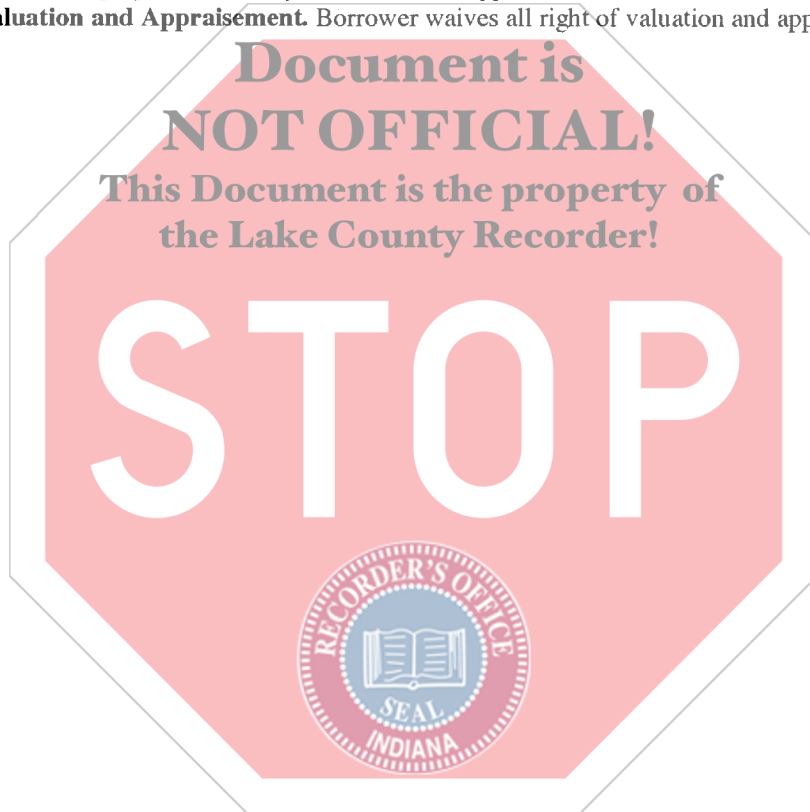 aluation and Appraisement. Borrower waives all right of valuation and app
Document is
NOT OFFICIAL!
This Document is the property of
the Lake County Recorder!
STOP
RECORDER'S OFFICE
SEAL
INDIANA